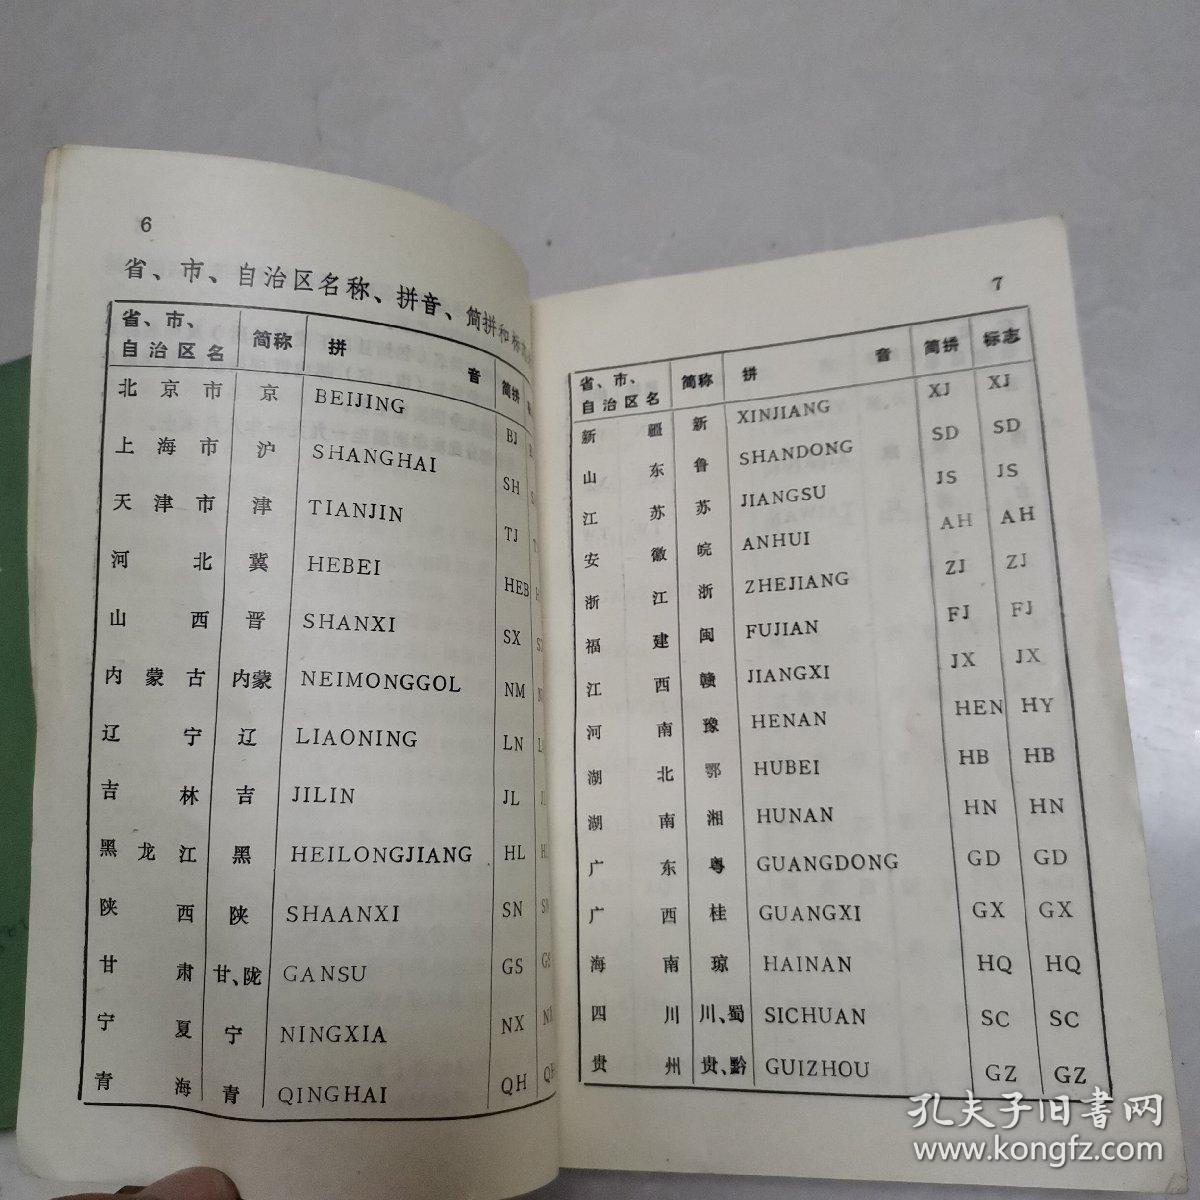 6
省、市、自治区名称、拼音、简拼和标
省、市、自治区名 简称 拼 音 简拼
北京市 京 BEIJING BJ
上海市 沪 SHANGHAI SH
天津市 津 TIANJIN TJ
河北 冀 HEBEI HEB
山西 晋 SHANXI SX
内蒙古 内蒙 NEIMONGGOL NM
辽宁 辽 LIAONING LN
吉林 吉 JILIN JL
黑龙江 黑 HEILONGJIANG HL
陕西 陕 SHAANXI SN SN
甘肃 甘、陇 GANSU GS GS
宁夏 宁 NINGXIA NX
青海 青 QINGHAI QH
7
省、市、自治区名 简称 拼 音 简拼 标志
新疆 新 XINJIANG XJ XJ
山东 鲁 SHANDONG SD SD
江苏 苏 JIANGSU JS JS
安徽 皖 ANHUI AH AH
浙江 浙 ZHEJIANG ZJ ZJ
福建 闽 FUJIAN FJ FJ
江西 赣 JIANGXI JX JX
河南 豫 HENAN HEN HY
湖北 鄂 HUBEI HB HB
湖南 湘 HUNAN HN HN
广东 粤 GUANGDONG GD GD
广西 桂 GUANGXI GX GX
海南 琼 HAINAN HQ HQ
四川 川、蜀 SICHUAN SC SC
贵州 贵、黔 GUIZHOU GZ GZ
孔夫子旧书网
www.kongfz.com